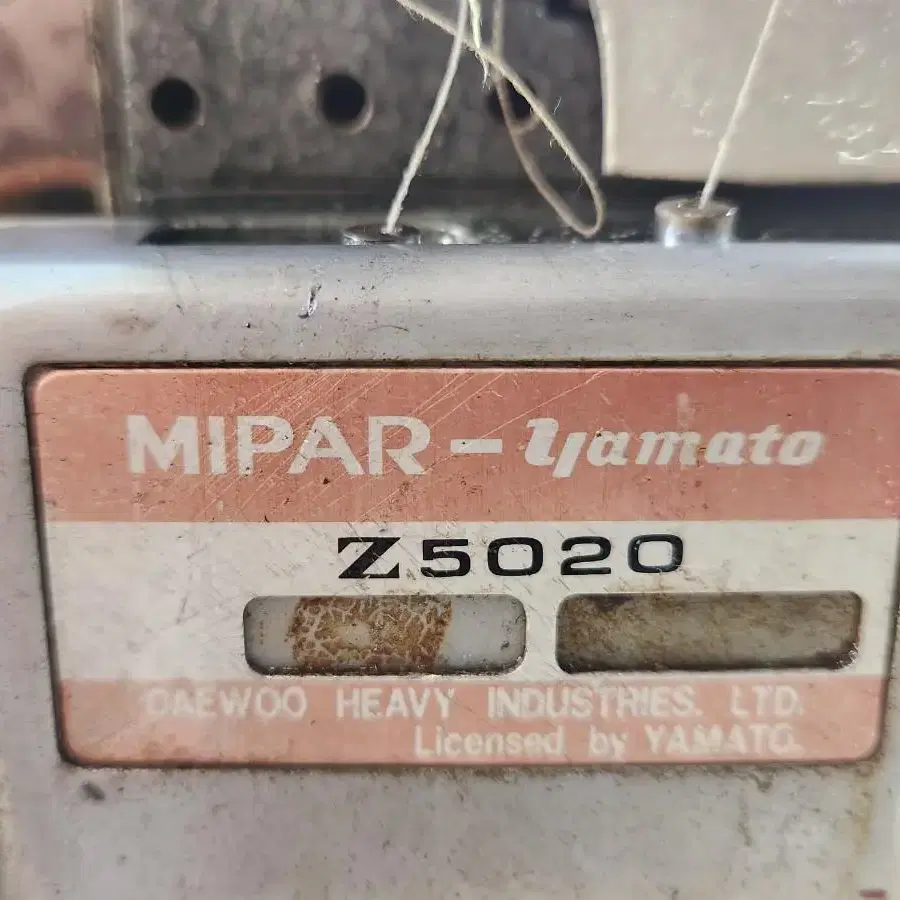 MIPAR-Yamato
Z5020
DAEWOO HEAVY INDUSTRIES. LTD.
Licensed by YAMATO.